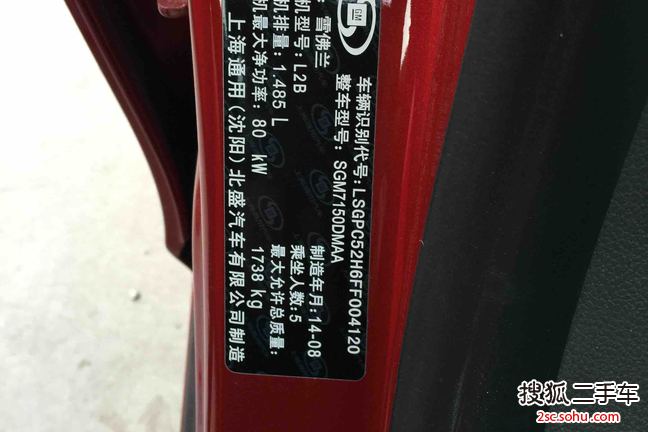 GM
车辆识别代号:LSGPC52H6FF004120
整车型号:SGM7150DMAA
雪佛兰
制造年月:14-08
机型号:L2B
乘坐人数:5
机排量:1.485 L
最大允许总质量:
机最大净功率:80 kW
1738 kg
上海通用(沈阳)北盛汽车有限公司制造
搜狐二手车
2sc.sohu.com